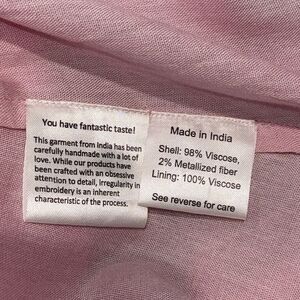 You have fantastic taste!
This garment from India has been
carefully handmade with a lot of
love. While our products have
been crafted with an obsessive
attention to detail, irregularity in
embroidery is an inherent
characteristic of the process.
Made in India
Shell: 98% Viscose,
2% Metallized fiber
Lining: 100% Viscose
See reverse for care